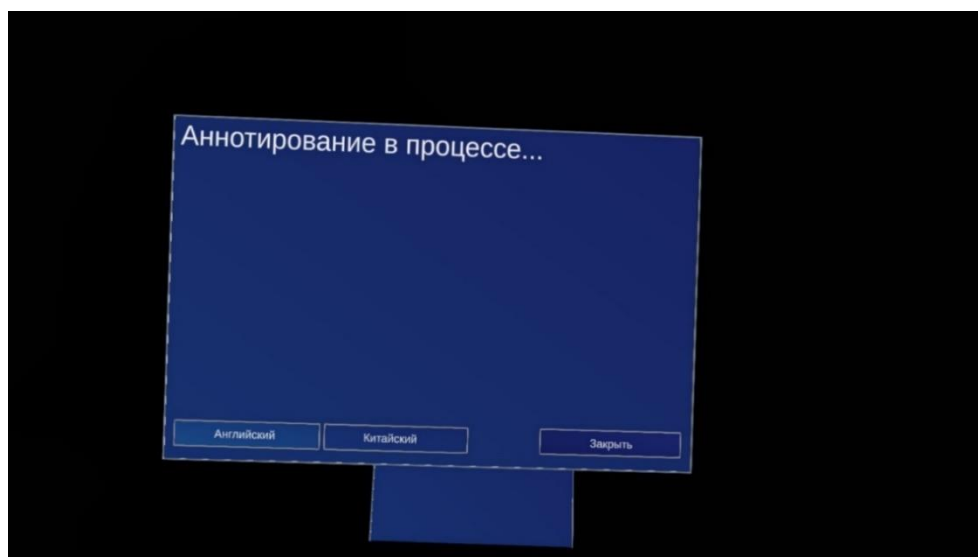 Аннотирование в процессе...
Английский
Китайский
Закрыть